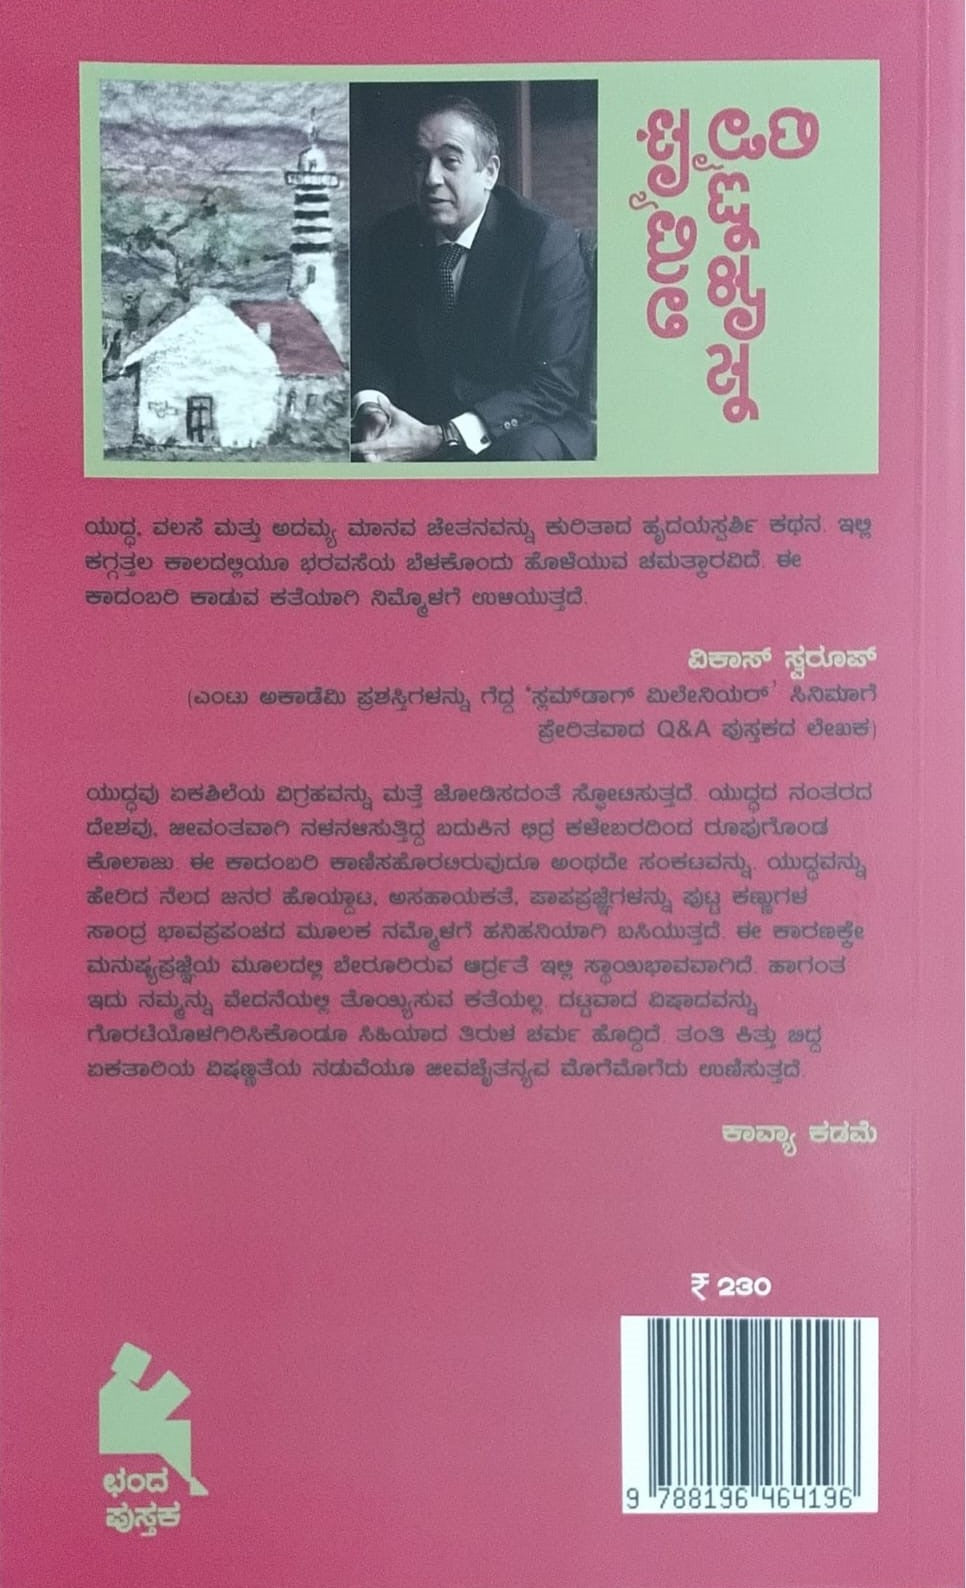 ಯುದ್ಧ, ವಲಸೆ ಮತ್ತು ಅದಮ್ಯ ಮಾನವ ಚೇತನವನ್ನು ಕುರಿತಾದ ಹೃದಯಸ್ಪರ್ಶಿ ಕಥನ. ಇಲ್ಲಿ
ಕಗ್ಗತ್ತಲ ಕಾಲದಲ್ಲಿಯೂ ಭರವಸೆಯ ಬೆಳಕೊಂದು ಹೊಳೆಯುವ ಚಮತ್ಕಾರವಿದೆ. ಈ
ಕಾದಂಬರಿ ಕಾಡುವ ಕತೆಯಾಗಿ ನಿಮ್ಮೊಳಗೆ ಉಳಿಯುತ್ತದೆ.
ವಿಕಾಸ್ ಸ್ವರೂಪ್
(ಎಂಟು ಅಕಾಡೆಮಿ ಪ್ರಶಸ್ತಿಗಳನ್ನು ಗೆದ್ದ 'ಸ್ಲಮ್‌ಡಾಗ್ ಮಿಲೇನಿಯರ್' ಸಿನಿಮಾಗೆ
ಪ್ರೇರಿತವಾದ Q&A ಪುಸ್ತಕದ ಲೇಖಕ)
ಯುದ್ಧವು ಏಕಶಿಲೆಯ ವಿಗ್ರಹವನ್ನು ಮತ್ತೆ ಜೋಡಿಸದಂತೆ ಸ್ಫೋಟಿಸುತ್ತದೆ. ಯುದ್ಧದ ನಂತರದ
ದೇಶವು, ಜೀವಂತವಾಗಿ ನಳನಳಿಸುತ್ತಿದ್ದ ಬದುಕಿನ ಛಿದ್ರ ಕಳೇಬರದಿಂದ ರೂಪುಗೊಂಡ
ಕೊಲಾಜು. ಈ ಕಾದಂಬರಿ ಕಾಣಿಸಹೊರಟಿರುವುದೂ ಅಂಥದೇ ಸಂಕಟವನ್ನು. ಯುದ್ಧವನ್ನು
ಹೇರಿದ ನೆಲದ ಜನರ ಹೊಯ್ದಾಟ, ಅಸಹಾಯಕತೆ, ಪಾಪಪ್ರಜ್ಞೆಗಳನ್ನು ಪುಟ್ಟ ಕಣ್ಣುಗಳ
ಸಾಂದ್ರ ಭಾವಪ್ರಪಂಚದ ಮೂಲಕ ನಮ್ಮೊಳಗೆ ಹನಿಹನಿಯಾಗಿ ಬಸಿಯುತ್ತದೆ. ಈ ಕಾರಣಕ್ಕೇ
ಮನುಷ್ಯಪ್ರಜ್ಞೆಯ ಮೂಲದಲ್ಲಿ ಬೇರೂರಿರುವ ಆರ್ದ್ರತೆ ಇಲ್ಲಿ ಸ್ಥಾಯಿಭಾವವಾಗಿದೆ. ಹಾಗಂತ
ಇದು ನಮ್ಮನ್ನು ವೇದನೆಯಲ್ಲಿ ತೊಯ್ಯಿಸುವ ಕತೆಯಲ್ಲ. ದಟ್ಟವಾದ ವಿಷಾದವನ್ನು
ಗೊರಟೆಯೊಳಗಿರಿಸಿಕೊಂಡೂ ಸಿಹಿಯಾದ ತಿರುಳ ಚರ್ಮ ಹೊದ್ದಿದೆ. ತಂತಿ ಕಿತ್ತು ಬಿದ್ದ
ಏಕತಾರಿಯ ವಿಷಣ್ಣತೆಯ ನಡುವೆಯೂ ಜೀವಚೈತನ್ಯವ ಮೊಗೆಮೊಗೆದು ಉಣಿಸುತ್ತದೆ.
ಕಾವ್ಯಾ ಕಡಮೆ
₹ 230
9 788196 464196
ಛಂದ
ಪುಸ್ತಕ